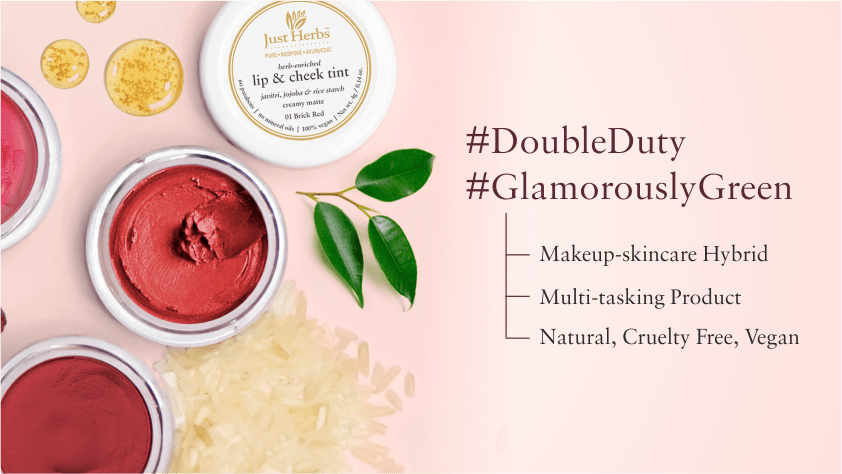 Just Herbs
PURE • BESPOKE • AYURVEDIC
herb-enriched
lip & cheek tint
javitri, jojoba & rice starch
creamy matte
01 Brick Red
no parabens | no mineral oils | 100% vegan | Net wt. 4g / 0.14 oz.
#DoubleDuty
#GlamorouslyGreen
Makeup-skincare Hybrid
Multi-tasking Product
Natural, Cruelty Free, Vegan